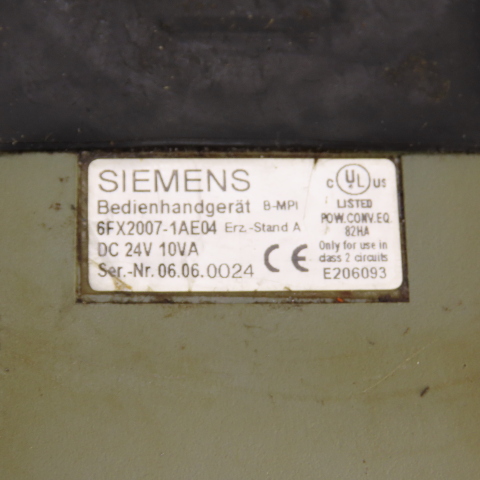 SIEMENS
Bedienhandgerät B-MPI
6FX2007-1AE04 Erz.-Stand A
DC 24V 10VA
Ser.-Nr. 06.06.0024
CE
C UL US
LISTED
POW.CONV.EQ.
82HA
Only for use in
class 2 circuits
E206093